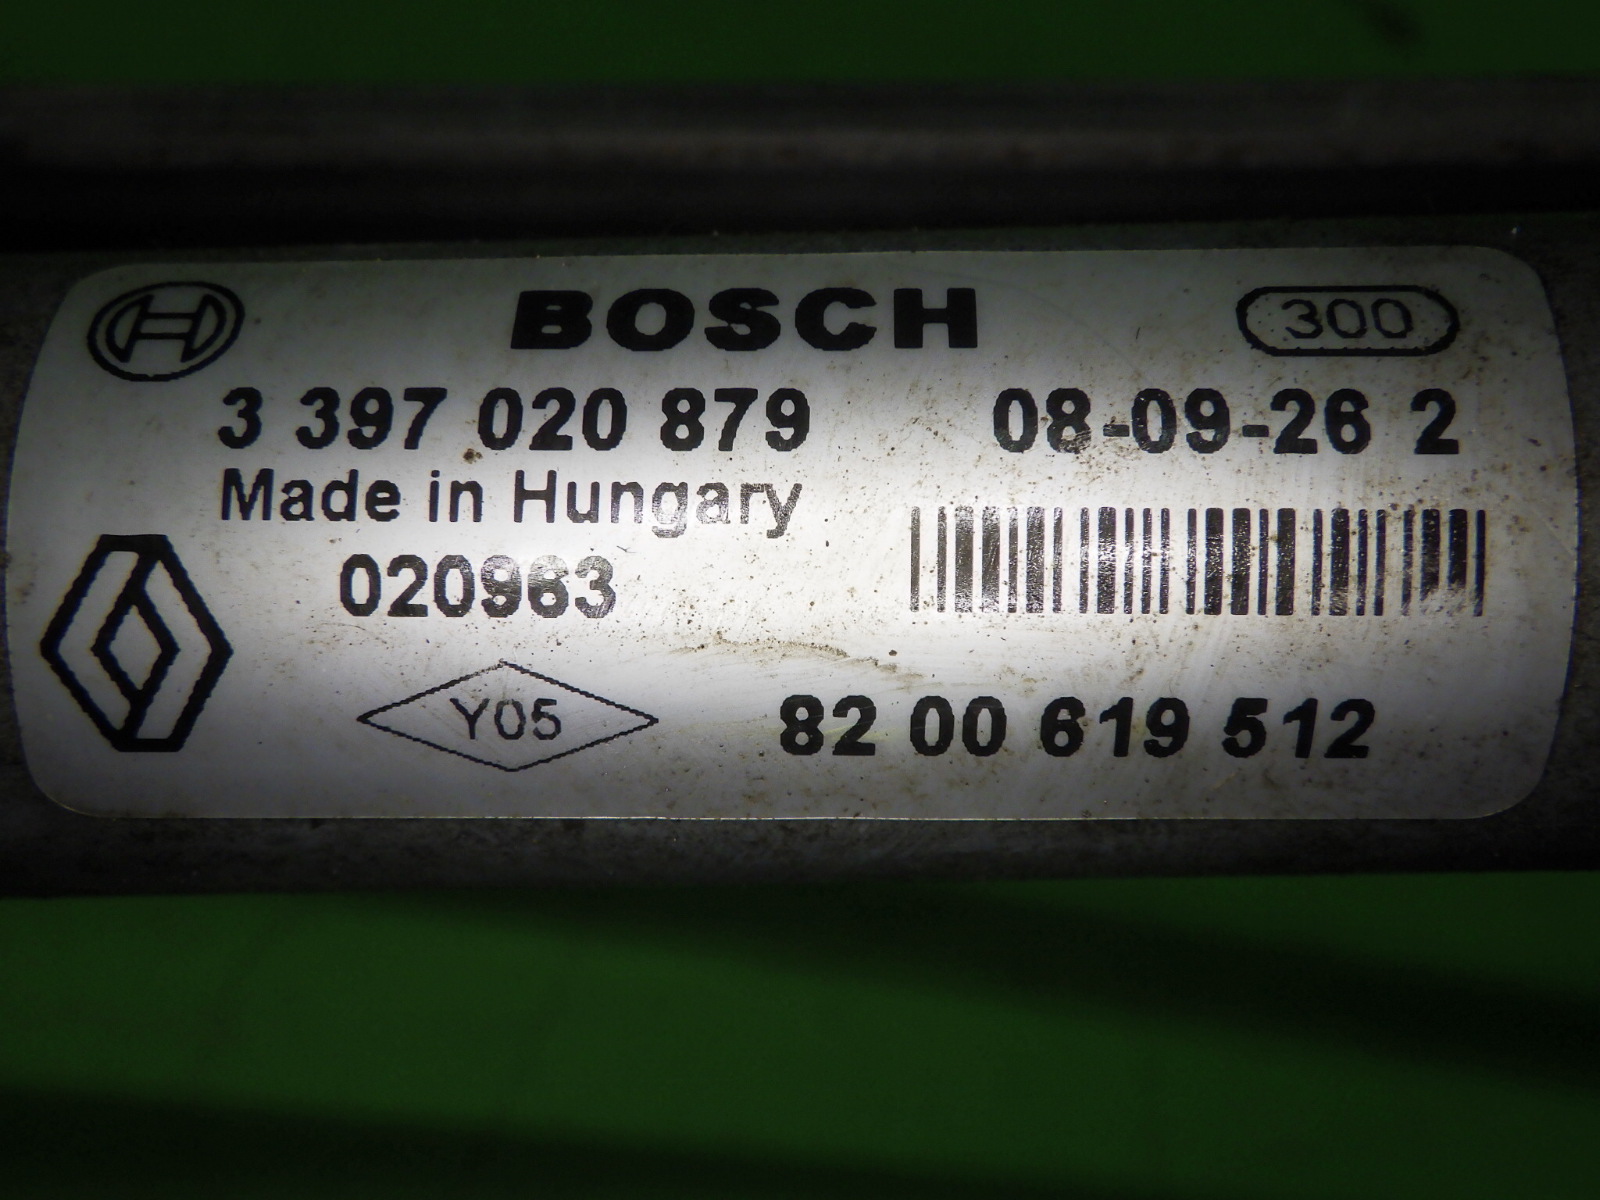 BOSCH 300
3 397 020 879 08-09-26 2
Made in Hungary
020963
Y05 82 00 619 512